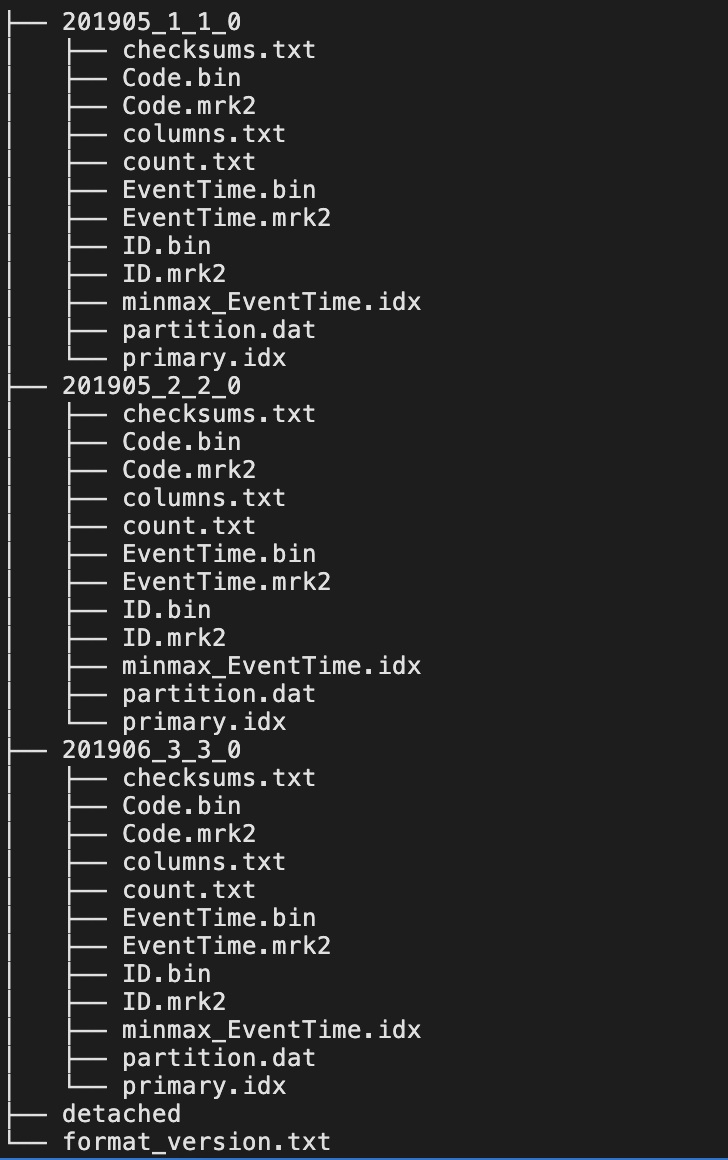 ├── 201905_1_1_0
│   ├── checksums.txt
│   ├── Code.bin
│   ├── Code.mrk2
│   ├── columns.txt
│   ├── count.txt
│   ├── EventTime.bin
│   ├── EventTime.mrk2
│   ├── ID.bin
│   ├── ID.mrk2
│   ├── minmax_EventTime.idx
│   ├── partition.dat
│   └── primary.idx
├── 201905_2_2_0
│   ├── checksums.txt
│   ├── Code.bin
│   ├── Code.mrk2
│   ├── columns.txt
│   ├── count.txt
│   ├── EventTime.bin
│   ├── EventTime.mrk2
│   ├── ID.bin
│   ├── ID.mrk2
│   ├── minmax_EventTime.idx
│   ├── partition.dat
│   └── primary.idx
├── 201906_3_3_0
│   ├── checksums.txt
│   ├── Code.bin
│   ├── Code.mrk2
│   ├── columns.txt
│   ├── count.txt
│   ├── EventTime.bin
│   ├── EventTime.mrk2
│   ├── ID.bin
│   ├── ID.mrk2
│   ├── minmax_EventTime.idx
│   ├── partition.dat
│   └── primary.idx
├── detached
└── format_version.txt